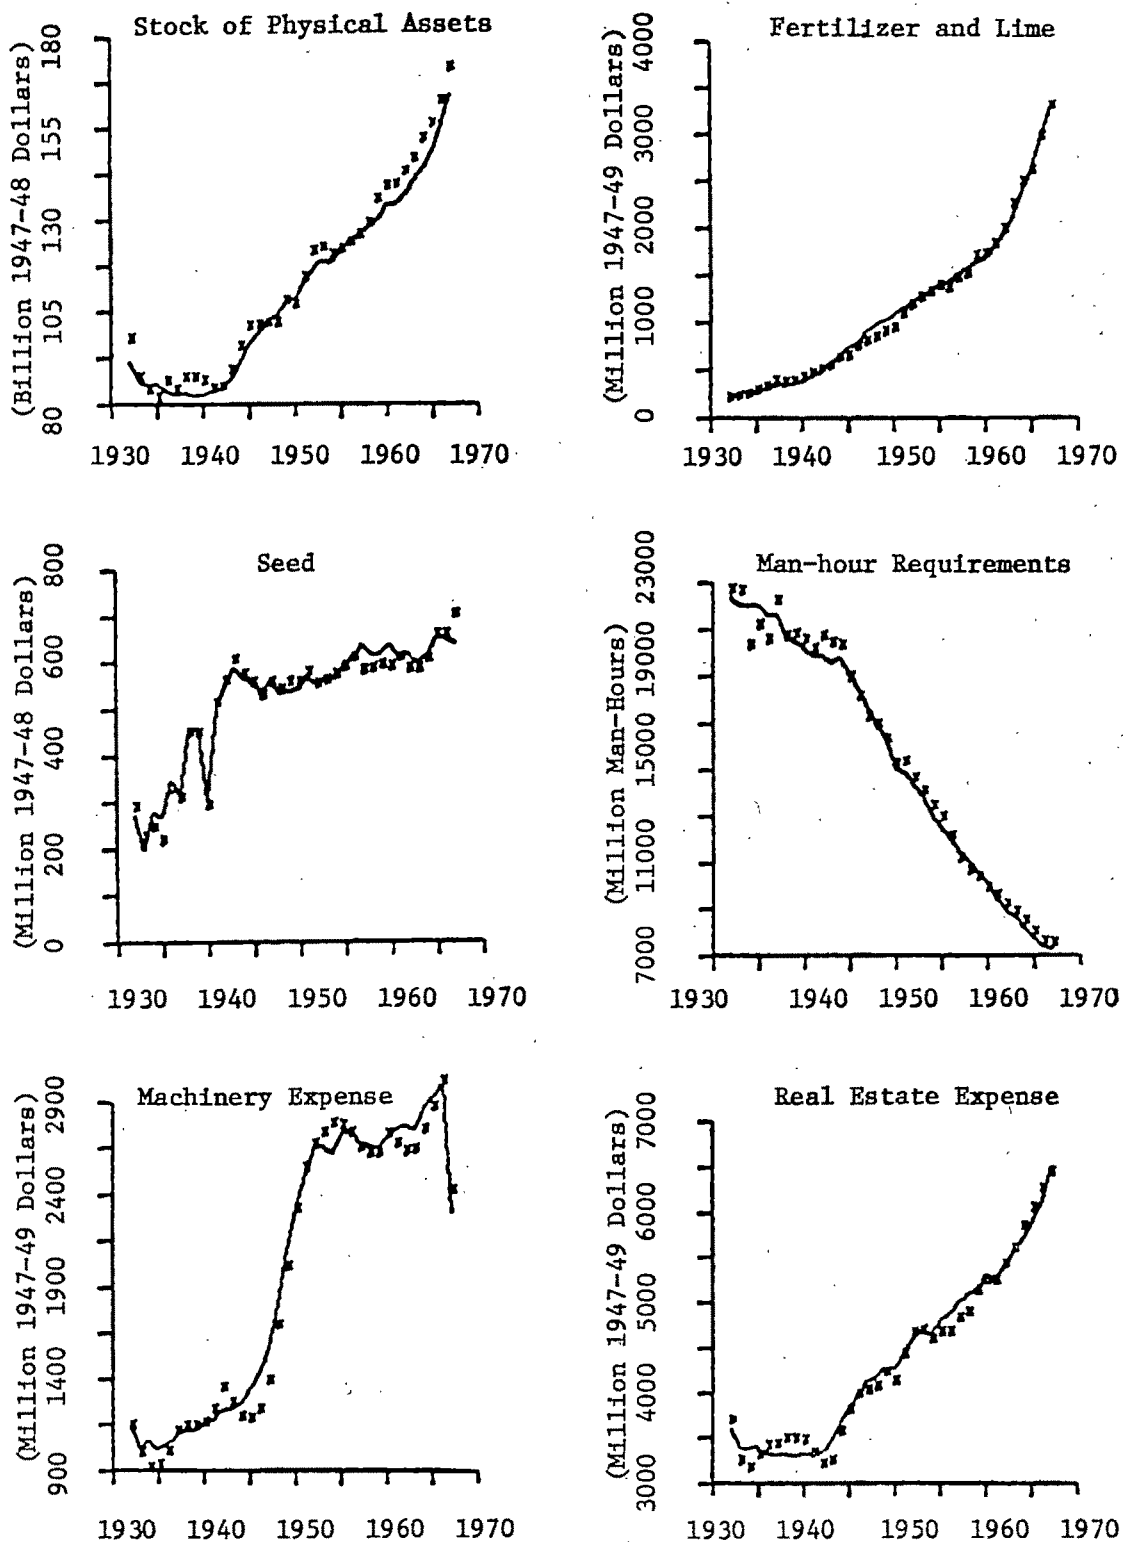 Stock of Physical Assets
(Billion 1947-48 Dollars)
180
155
130
105
80
1930 1940 1950 1960 1970
Fertilizer and Lime
(Million 1947-49 Dollars)
4000
3000
2000
1000
0
1930 1940 1950 1960 1970
Seed
(Million 1947-48 Dollars)
800
600
400
200
0
1930 1940 1950 1960 1970
Man-hour Requirements
(Million Man-Hours)
23000
19000
15000
11000
7000
1930 1940 1950 1960 1970
Machinery Expense
(Million 1947-49 Dollars)
2900
2400
1900
1400
900
1930 1940 1950 1960 1970
Real Estate Expense
(Million 1947-49 Dollars)
7000
6000
5000
4000
3000
1930 1940 1950 1960 1970